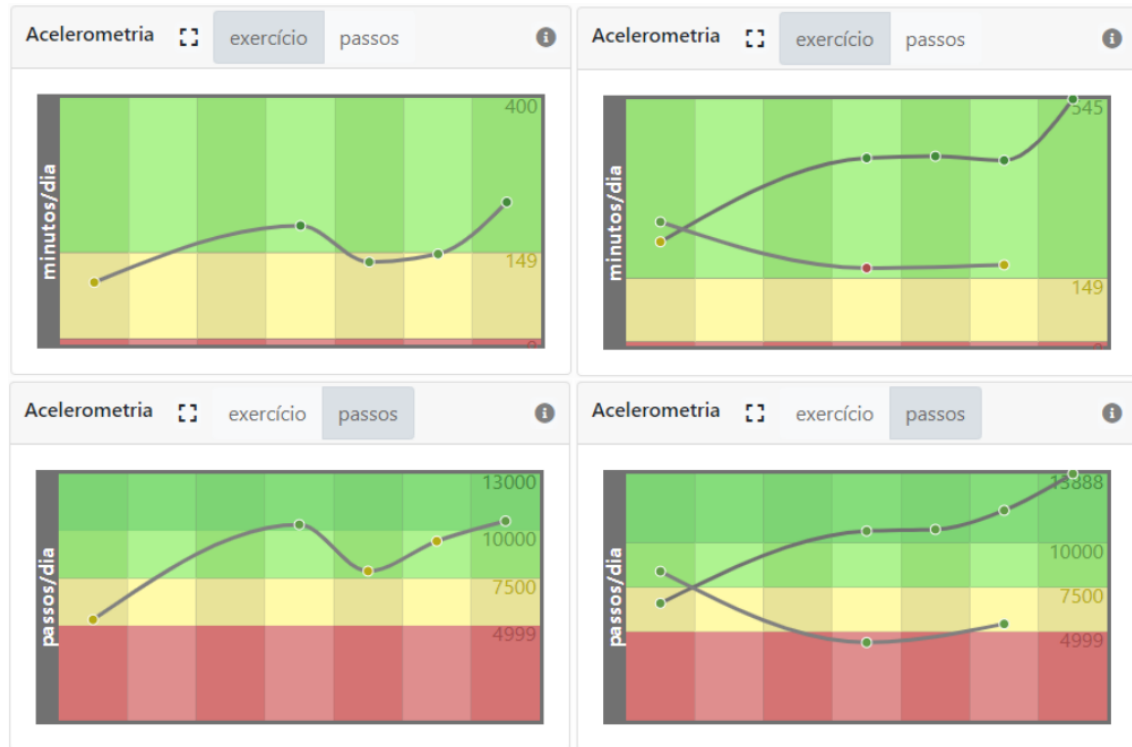 Acelerometria exercício passos
400
149
minutos/dia
Acelerometria exercício passos
545
149
minutos/dia
Acelerometria exercício passos
13000
10000
7500
4999
passos/dia
Acelerometria exercício passos
13888
10000
7500
4999
passos/dia